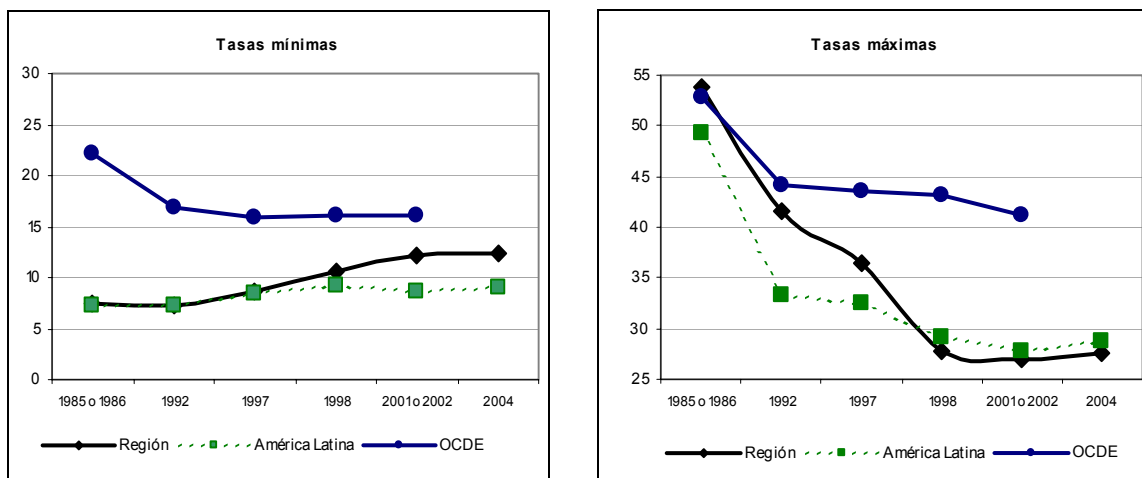 Tasas mínimas
30
25
20
15
10
5
0
1985 o 1986 1992 1997 1998 2001 o 2002 2004
Región América Latina OCDE
Tasas máximas
55
50
45
40
35
30
25
1985 o 1986 1992 1997 1998 2001 o 2002 2004
Región América Latina OCDE